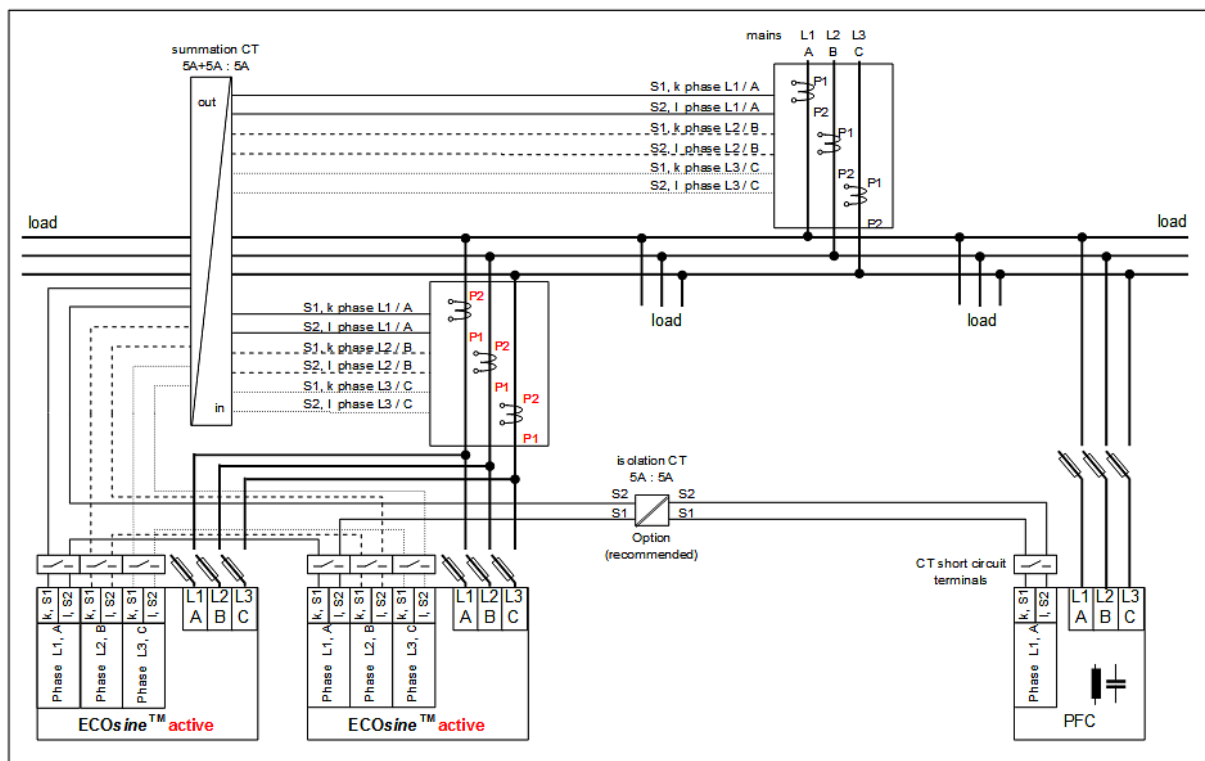 mains L1 L2 L3
A B C
summation CT
5A+5A : 5A
out
in
S1, k phase L1 / A
S2, l phase L1 / A
S1, k phase L2 / B
S2, l phase L2 / B
S1, k phase L3 / C
S2, l phase L3 / C
P1
P2
P1
P2
P1
P2
load
load
S1, k phase L1 / A
S2, l phase L1 / A
S1, k phase L2 / B
S2, l phase L2 / B
S1, k phase L3 / C
S2, l phase L3 / C
P2
P1
P2
P1
P2
P1
load
load
isolation CT
5A : 5A
S2
S2
S1
S1
Option
(recommended)
CT short circuit
terminals
k, S1
l, S2
k, S1
l, S2
k, S1
l, S2
Phase L1, A
Phase L2, B
Phase L3, C
L1 L2 L3
A B C
ECOsine™ active
k, S1
l, S2
k, S1
l, S2
k, S1
l, S2
Phase L1, A
Phase L2, B
Phase L3, C
L1 L2 L3
A B C
ECOsine™ active
k, S1
l, S2
Phase L1, A
L1 L2 L3
A B C
PFC